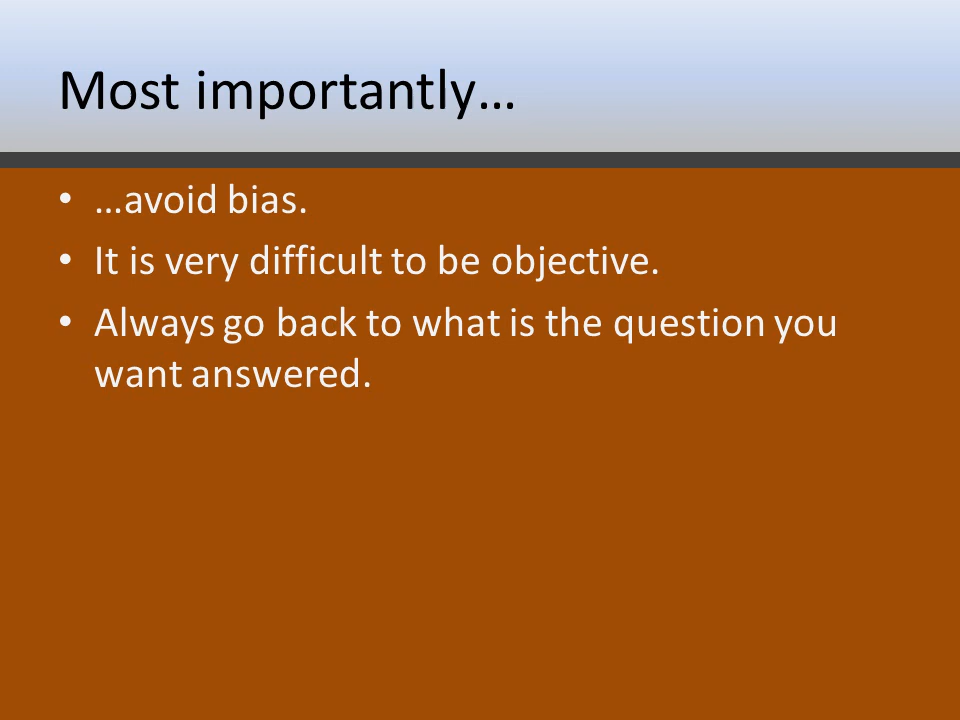 Most importantly…
• …avoid bias.
• It is very difficult to be objective.
• Always go back to what is the question you
want answered.